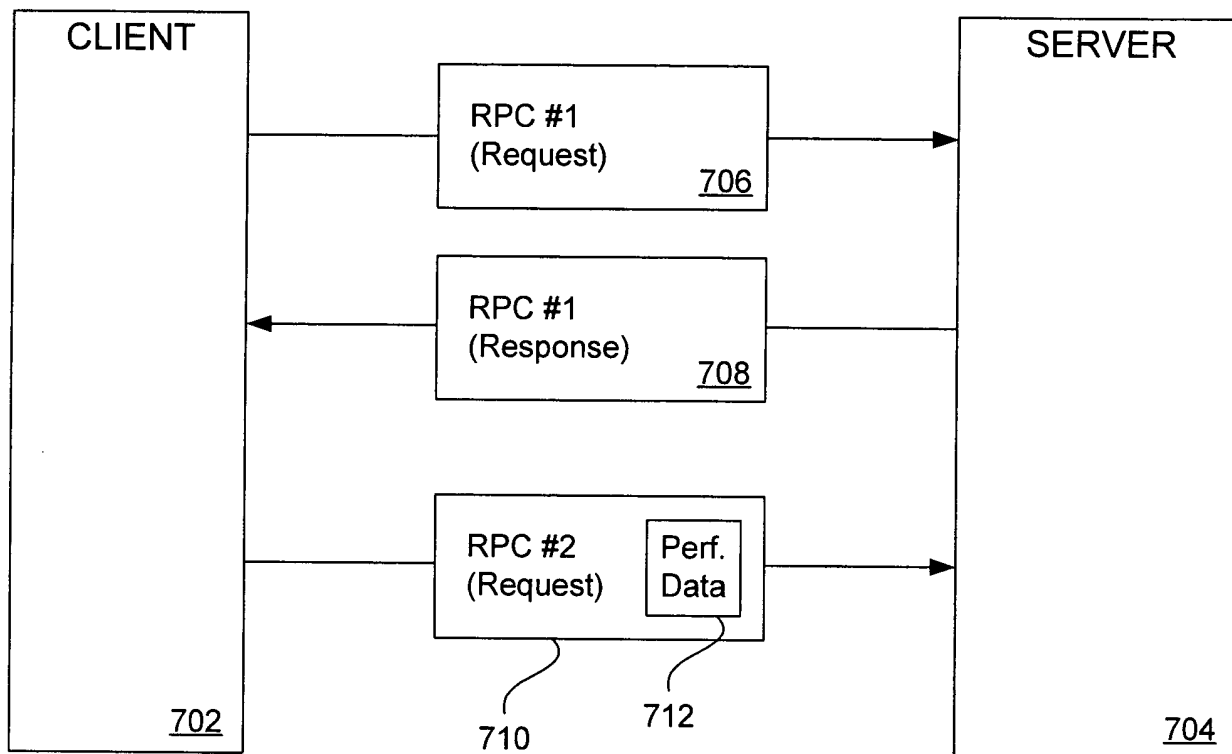 CLIENT
SERVER
RPC #1
(Request)
706
RPC #1
(Response)
708
RPC #2
(Request)
Perf.
Data
702
710
712
704